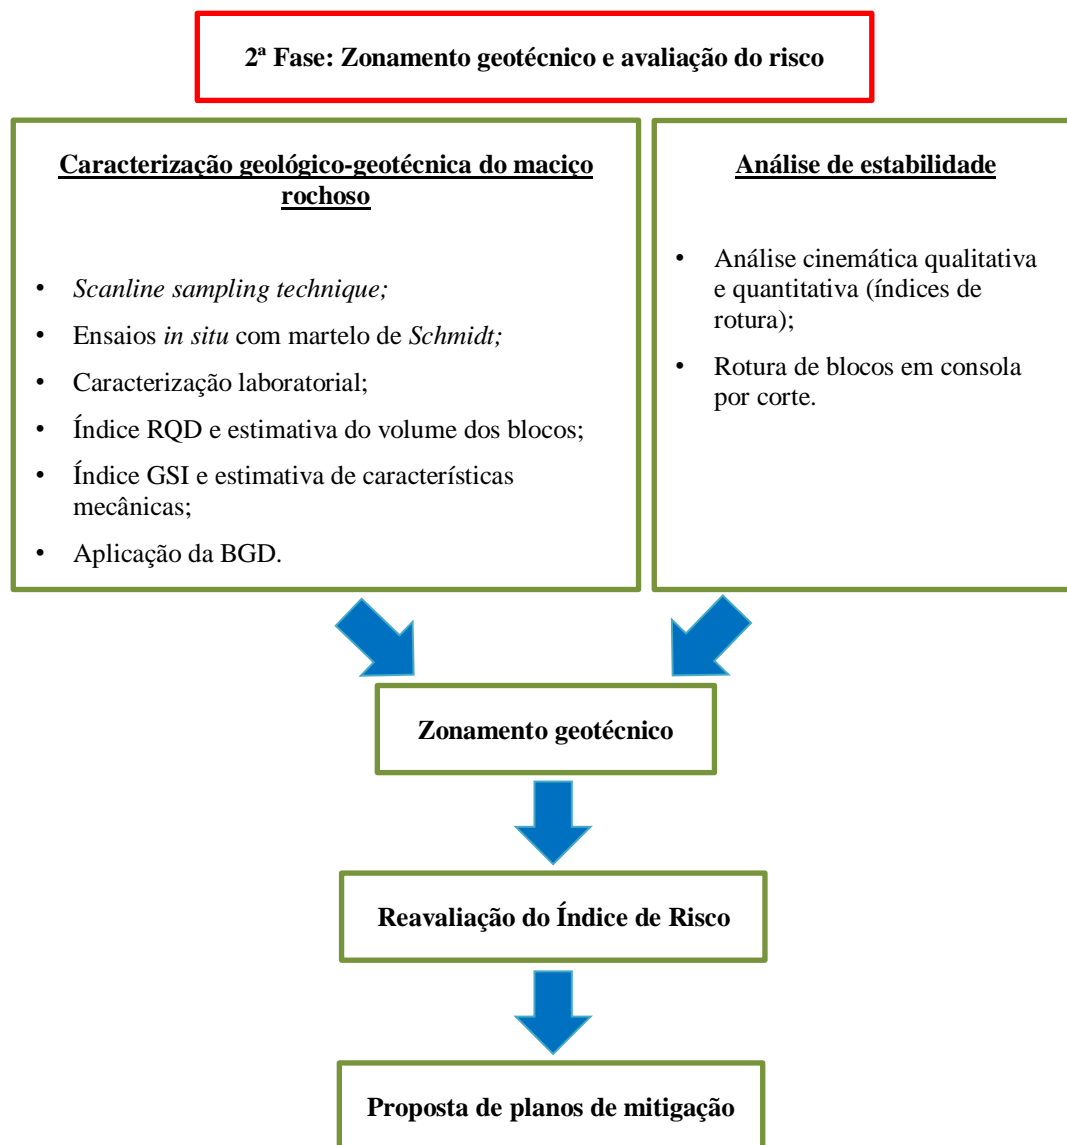 2ª Fase: Zonamento geotécnico e avaliação do risco
Caracterização geológico-geotécnica do maciço
rochoso
• Scanline sampling technique;
• Ensaios in situ com martelo de Schmidt;
• Caracterização laboratorial;
• Índice RQD e estimativa do volume dos blocos;
• Índice GSI e estimativa de características
mecânicas;
• Aplicação da BGD.
Análise de estabilidade
• Análise cinemática qualitativa
e quantitativa (índices de
rotura);
• Rotura de blocos em consola
por corte.
Zonamento geotécnico
Reavaliação do Índice de Risco
Proposta de planos de mitigação